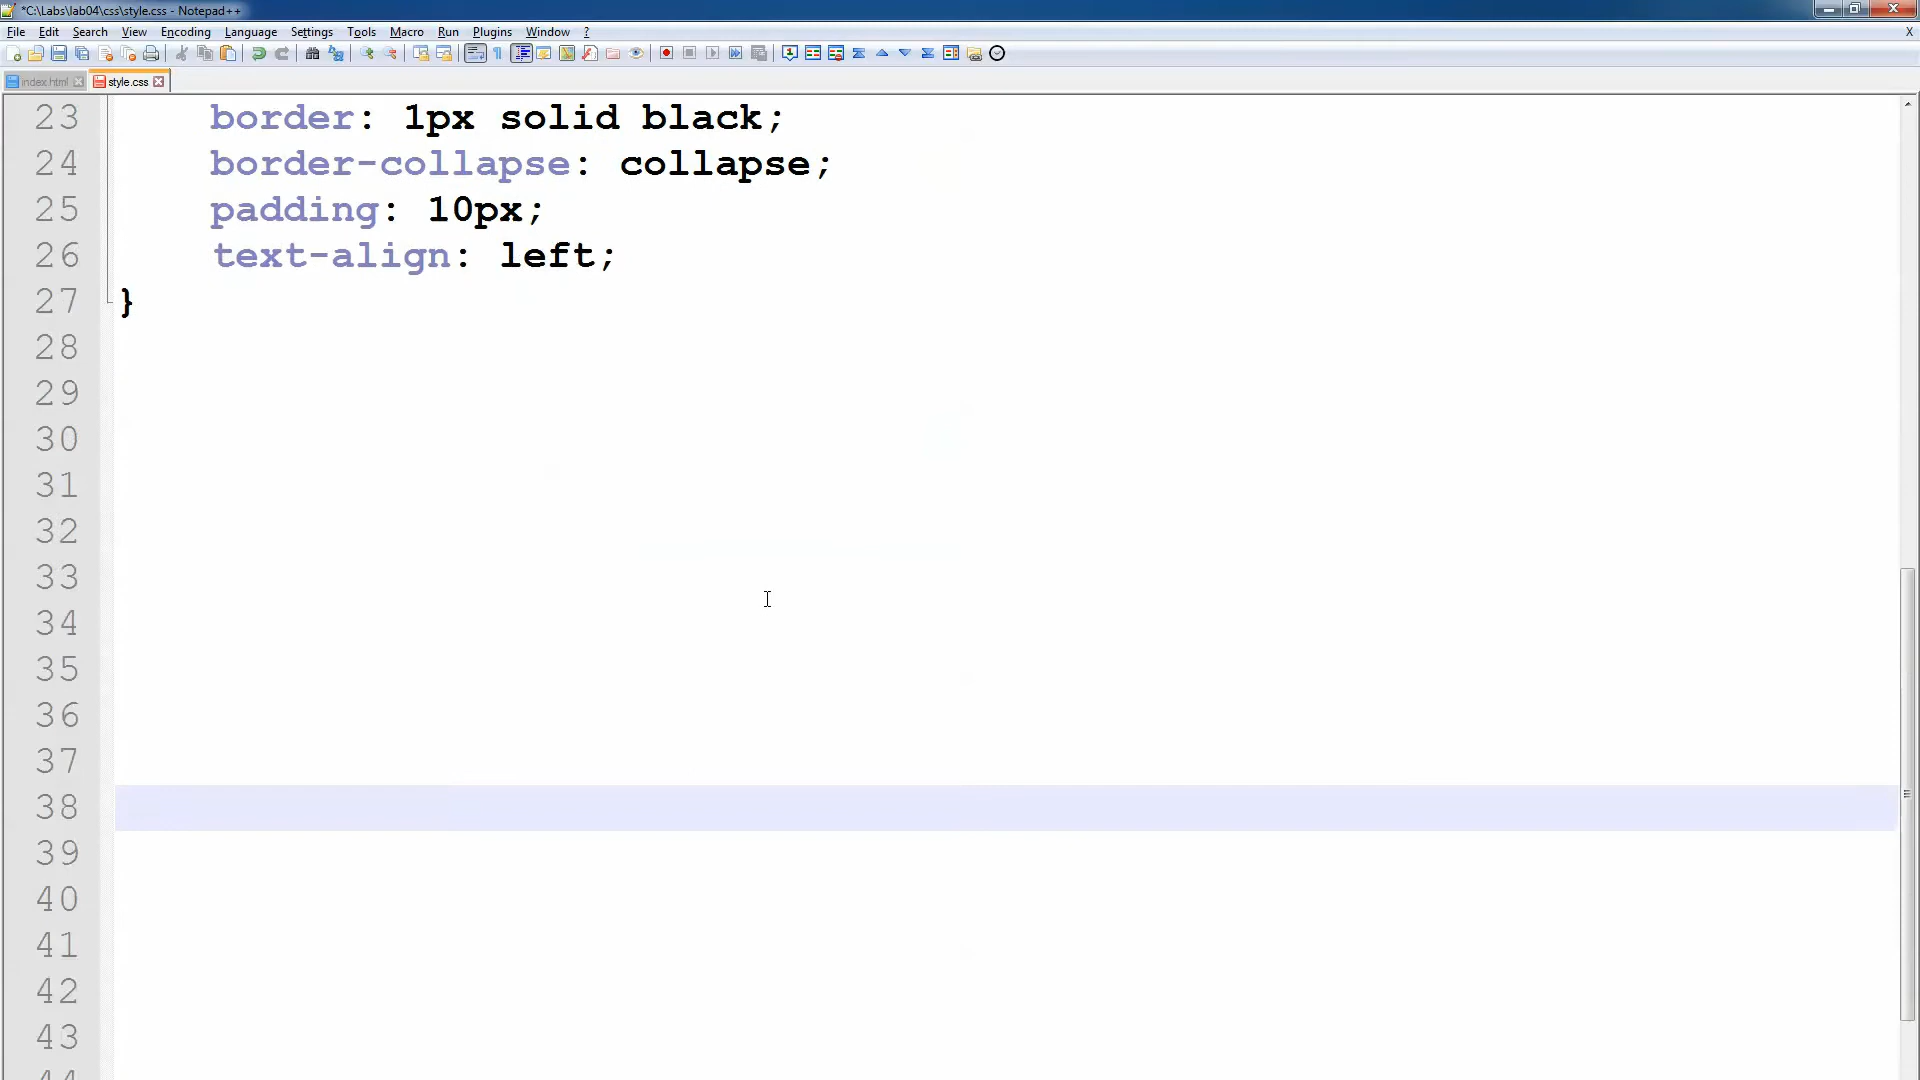 *C:\Labs\lab04\css\style.css - Notepad++
File Edit Search View Encoding Language Settings Tools Macro Run Plugins Window ? X
index.html style.css
23 border: 1px solid black;
24 border-collapse: collapse;
25 padding: 10px;
26 text-align: left;
27 }
28
29
30
31
32
33
34
35
36
37
38
39
40
41
42
43
44